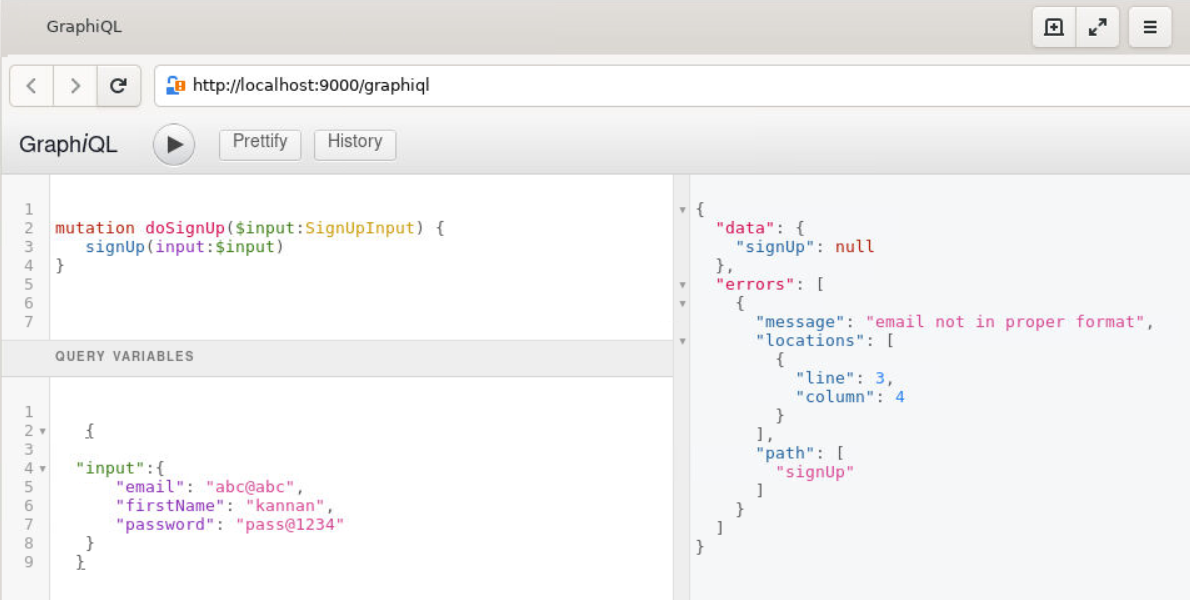 GraphiQL
http://localhost:9000/graphiql
GraphiQL Prettify History
1
2 mutation doSignUp($input:SignUpInput) {
3 signUp(input:$input)
4 }
5
6
7
QUERY VARIABLES
1
2 {
3
4 "input":{
5 "email": "abc@abc",
6 "firstName": "kannan",
7 "password": "pass@1234"
8 }
9 }
{
"data": {
"signUp": null
},
"errors": [
{
"message": "email not in proper format",
"locations": [
{
"line": 3,
"column": 4
}
],
"path": [
"signUp"
]
}
]
}